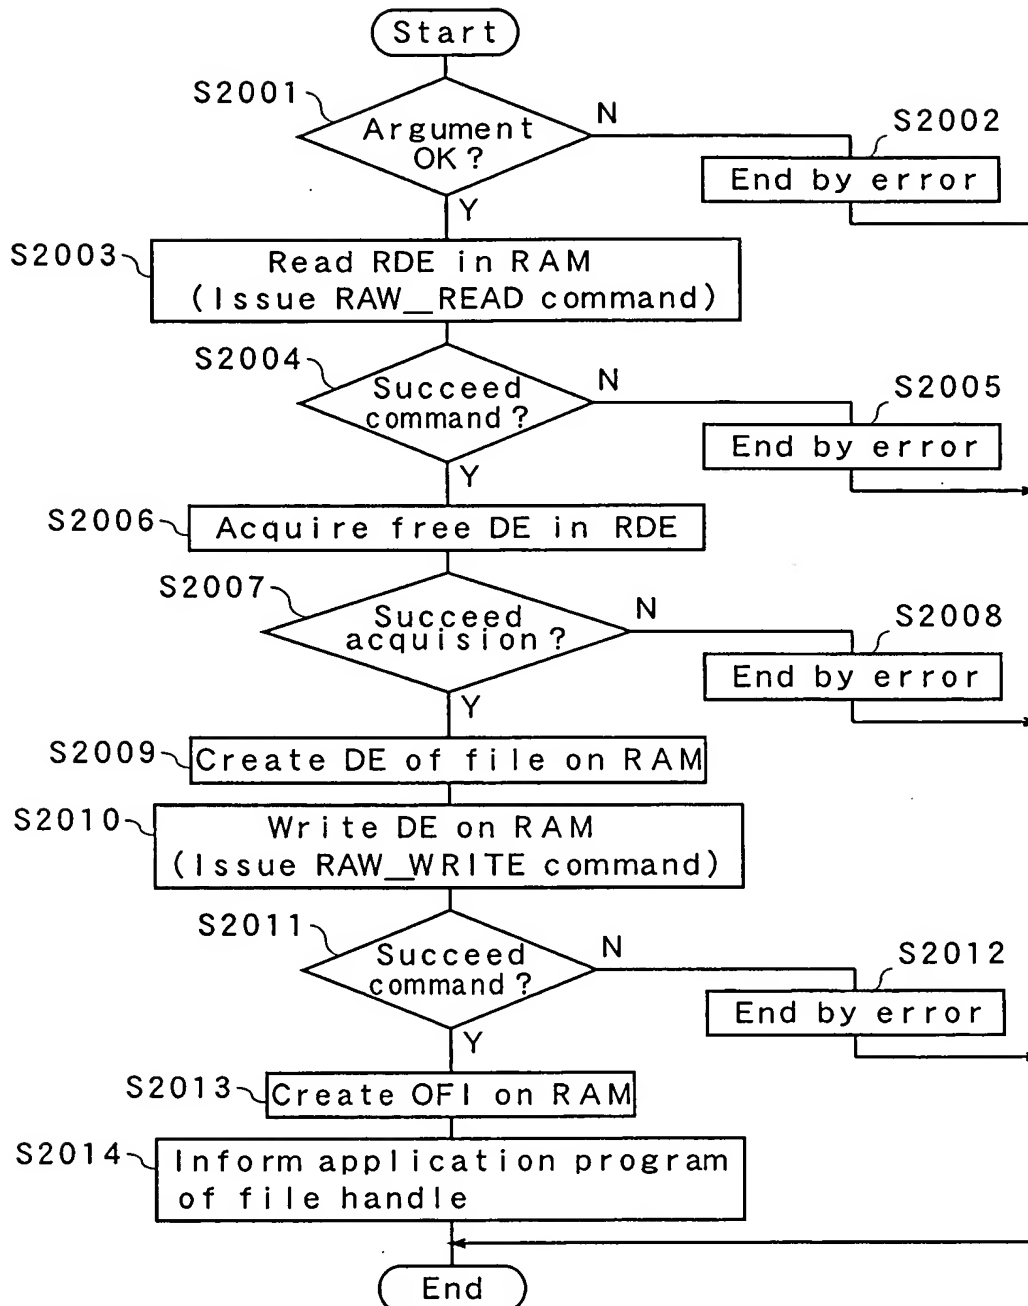 Start
S2001
Argument
OK?
N
S2002
End by error
Y
S2003
Read RDE in RAM
(Issue RAW__READ command)
S2004
Succeed
command?
N
S2005
End by error
Y
S2006
Acquire free DE in RDE
S2007
Succeed
acquision?
N
S2008
End by error
Y
S2009
Create DE of file on RAM
S2010
Write DE on RAM
(Issue RAW__WRITE command)
S2011
Succeed
command?
N
S2012
End by error
Y
S2013
Create OFI on RAM
S2014
Inform application program
of file handle
End